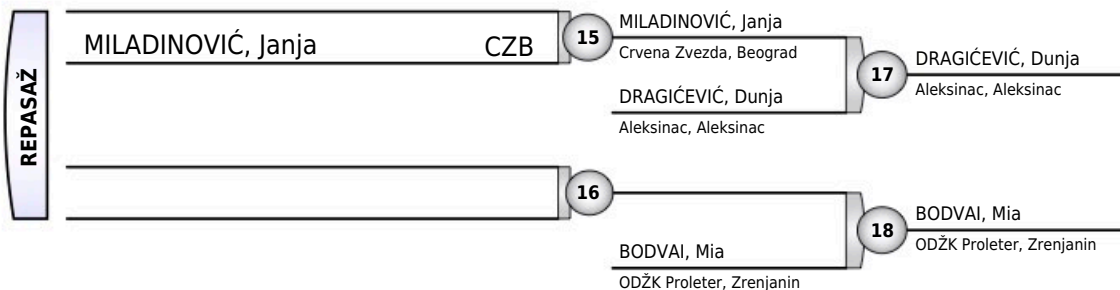 REPASAŽ
MILADINOVIĆ, Janja CZB
15
MILADINOVIĆ, Janja
Crvena Zvezda, Beograd
DRAGIĆEVIĆ, Dunja
Aleksinac, Aleksinac
17
DRAGIĆEVIĆ, Dunja
Aleksinac, Aleksinac
16
BODVAI, Mia
ODŽK Proleter, Zrenjanin
18
BODVAI, Mia
ODŽK Proleter, Zrenjanin